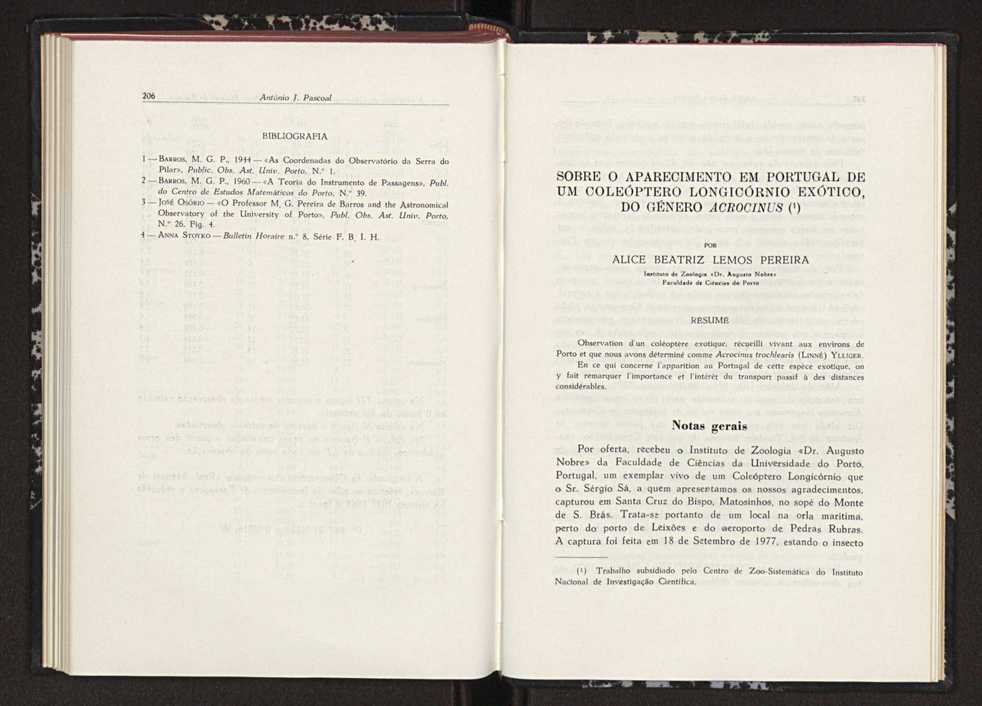 206
António J. Pascoal
BIBLIOGRAFIA
1 — BARROS, M. G. P., 1944 — «As Coordenadas do Observatório da Serra do
Pilar», Public. Obs. Ast. Univ. Porto, N.º 1.
2 — BARROS, M. G. P., 1960 — «A Teoria do Instrumento de Passagens», Publ.
do Centro de Estudos Matemáticos do Porto, N.º 39.
3 — JOSÉ OSÓRIO — «O Professor M. G. Pereira de Barros and the Astronomical
Observatory of the University of Porto», Publ. Obs. Ast. Univ. Porto,
N.º 26, Fig. 4.
4 — ANNA STOYKO — Bulletin Horaire n.º 8, Série F. B. I. H.
SOBRE O APARECIMENTO EM PORTUGAL DE
UM COLEÓPTERO LONGICÓRNIO EXÓTICO,
DO GÉNERO ACROCINUS (¹)
POR
ALICE BEATRIZ LEMOS PEREIRA
Instituto de Zoologia «Dr. Augusto Nobre»
Faculdade de Ciências do Porto
RÉSUMÉ
Observation d'un coléoptère exotique, récueilli vivant aux environs de
Porto et que nous avons déterminé comme Acrocinus trochlearis (LINNÉ) YLLIGER.
En ce qui concerne l'apparition au Portugal de cette espèce exotique, on
y fait remarquer l'importance et l'intérêt du transport passif à des distances
considérables.
Notas gerais
Por oferta, recebeu o Instituto de Zoologia «Dr. Augusto
Nobre» da Faculdade de Ciências da Universidade do Porto,
Portugal, um exemplar vivo de um Coleóptero Longicórnio que
o Sr. Sérgio Sá, a quem apresentamos os nossos agradecimentos,
capturou em Santa Cruz do Bispo, Matosinhos, no sopé do Monte
de S. Brás. Trata-se portanto de um local na orla marítima,
perto do porto de Leixões e do aeroporto de Pedras Rubras.
A captura foi feita em 18 de Setembro de 1977, estando o insecto
(¹) Trabalho subsidiado pelo Centro de Zoo-Sistemática do Instituto
Nacional de Investigação Científica.